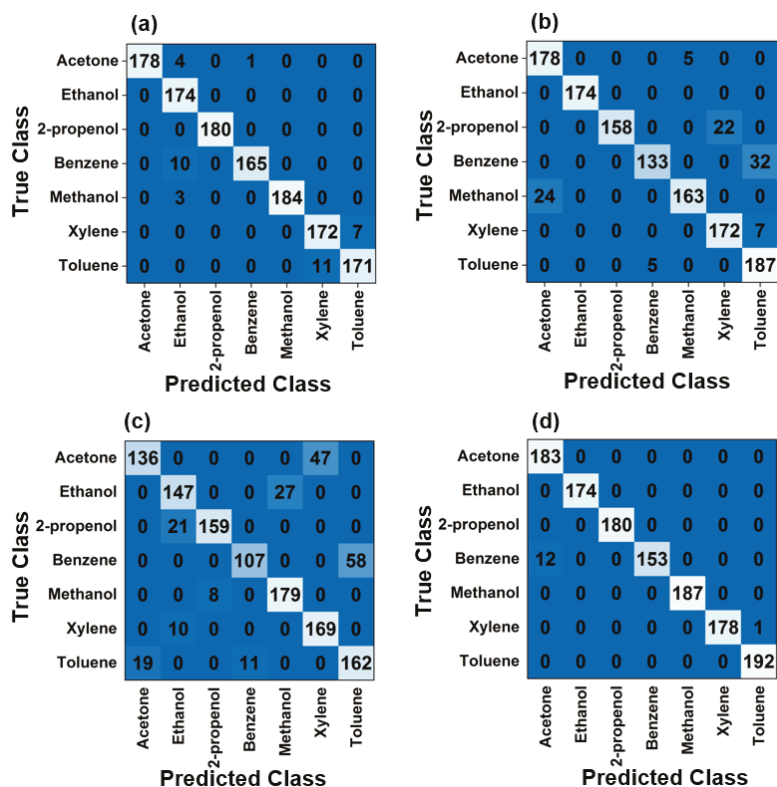 (a)
True Class
Acetone 178 4 0 1 0 0 0
Ethanol 0 174 0 0 0 0 0
2-propenol 0 0 180 0 0 0 0
Benzene 0 10 0 165 0 0 0
Methanol 0 3 0 0 184 0 0
Xylene 0 0 0 0 0 172 7
Toluene 0 0 0 0 0 11 171
Acetone Ethanol 2-propenol Benzene Methanol Xylene Toluene
Predicted Class
(b)
True Class
Acetone 178 0 0 0 5 0 0
Ethanol 0 174 0 0 0 0 0
2-propenol 0 0 158 0 0 22 0
Benzene 0 0 0 133 0 0 32
Methanol 24 0 0 0 163 0 0
Xylene 0 0 0 0 0 172 7
Toluene 0 0 0 5 0 0 187
Acetone Ethanol 2-propenol Benzene Methanol Xylene Toluene
Predicted Class
(c)
True Class
Acetone 136 0 0 0 0 47 0
Ethanol 0 147 0 0 27 0 0
2-propenol 0 21 159 0 0 0 0
Benzene 0 0 0 107 0 0 58
Methanol 0 0 8 0 179 0 0
Xylene 0 10 0 0 0 169 0
Toluene 19 0 0 11 0 0 162
Acetone Ethanol 2-propenol Benzene Methanol Xylene Toluene
Predicted Class
(d)
True Class
Acetone 183 0 0 0 0 0 0
Ethanol 0 174 0 0 0 0 0
2-propenol 0 0 180 0 0 0 0
Benzene 12 0 0 153 0 0 0
Methanol 0 0 0 0 187 0 0
Xylene 0 0 0 0 0 178 1
Toluene 0 0 0 0 0 0 192
Acetone Ethanol 2-propenol Benzene Methanol Xylene Toluene
Predicted Class